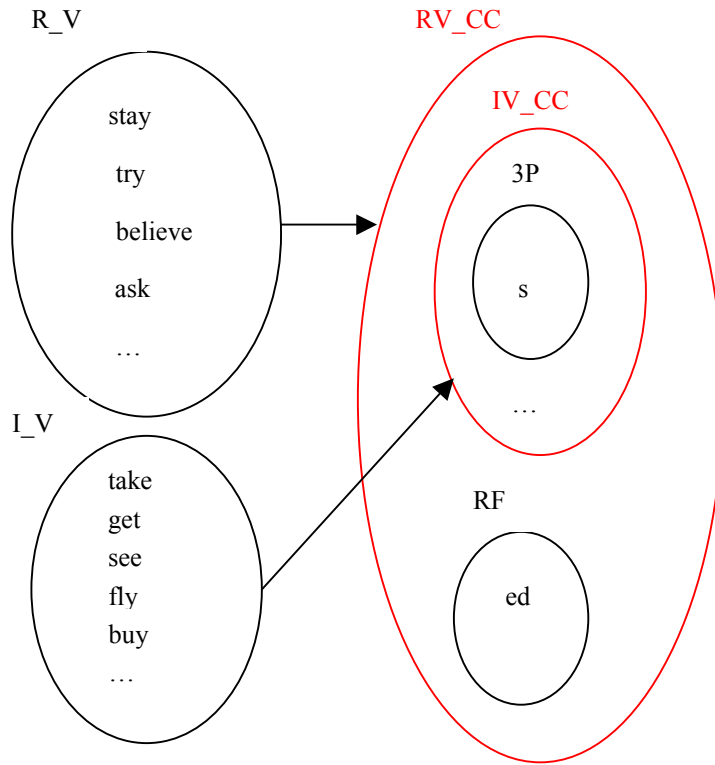 R_V
stay
try
believe
ask
…
I_V
take
get
see
fly
buy
…
RV_CC
IV_CC
3P
s
…
RF
ed